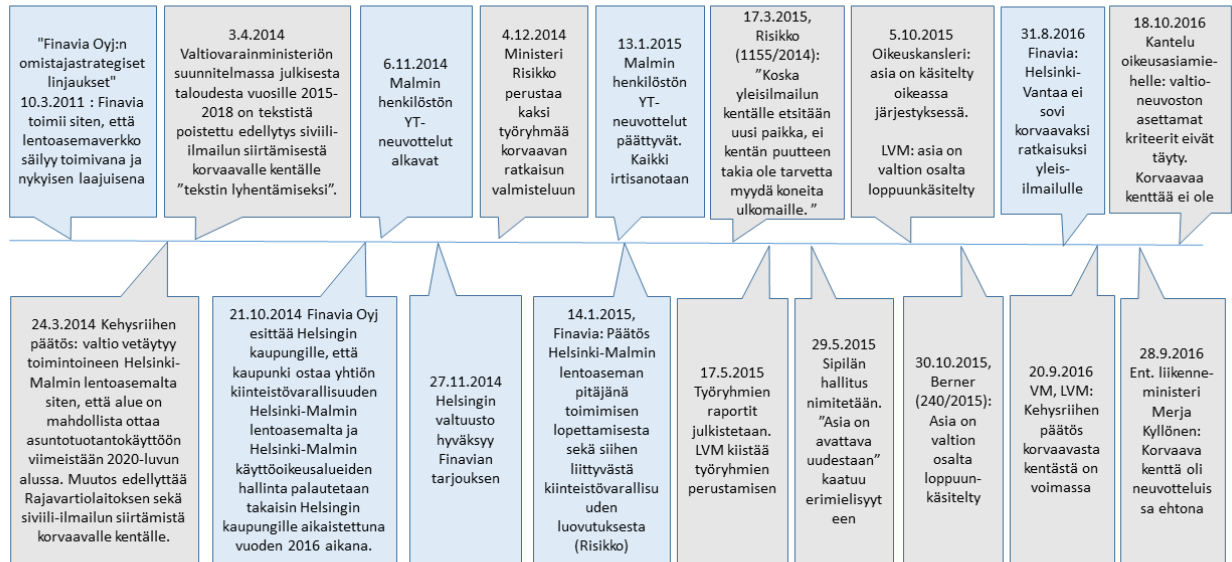 "Finavia Oyj:n
omistajastrategiset
linjaukset"
10.3.2011 : Finavia
toimii siten, että
lentoasemaverkko
säilyy toimivana ja
nykyisen laajuisena
3.4.2014
Valtiovarainministeriön
suunnitelmassa julkisesta
taloudesta vuosille 2015-
2018 on tekstistä
poistettu edellytys siviili-
ilmailun siirtämisestä
korvaavalle kentälle
”tekstin lyhentämiseksi”.
6.11.2014
Malmin
henkilöstön
YT-
neuvottelut
alkavat
4.12.2014
Ministeri
Risikko
perustaa
kaksi
työryhmää
korvaavan
ratkaisun
valmisteluun
13.1.2015
Malmin
henkilöstön
YT-
neuvottelut
päättyvät.
Kaikki
irtisanotaan
17.3.2015,
Risikko
(1155/2014):
”Koska
yleisilmailun
kentälle etsitään
uusi paikka, ei
kentän puutteen
takia ole tarvetta
myydä koneita
ulkomaille. ”
5.10.2015
Oikeuskansleri:
asia on käsitelty
oikeassa
järjestyksessä.
LVM: asia on
valtion osalta
loppuunkäsitelty
31.8.2016
Finavia:
Helsinki-
Vantaa ei
sovi
korvaavaksi
ratkaisuksi
yleis-
ilmailulle
18.10.2016
Kantelu
oikeusasiamie-
helle: valtio-
neuvoston
asettamat
kriteerit eivät
täyty.
Korvaavaa
kenttää ei ole
24.3.2014 Kehysriihen
päätös: valtio vetäytyy
toimintoineen Helsinki-
Malmin lentoasemalta
siten, että alue on
mahdollista ottaa
asuntotuotantokäyttöön
viimeistään 2020-luvun
alussa. Muutos edellyttää
Rajavartiolaitoksen sekä
siviili-ilmailun siirtämistä
korvaavalle kentälle.
21.10.2014 Finavia Oyj
esittää Helsingin
kaupungille, että
kaupunki ostaa yhtiön
kiinteistövarallisuuden
Helsinki-Malmin
lentoasemalta ja
Helsinki-Malmin
käyttöoikeusalueiden
hallinta palautetaan
takaisin Helsingin
kaupungille aikaistettuna
vuoden 2016 aikana.
27.11.2014
Helsingin
valtuusto
hyväksyy
Finavian
tarjouksen
14.1.2015,
Finavia: Päätös
Helsinki-Malmin
lentoaseman
pitäjänä
toimimisen
lopettamisesta
sekä siihen
liittyvästä
kiinteistövarallisu
uden
luovutuksesta
(Risikko)
17.5.2015
Työryhmien
raportit
julkistetaan.
LVM kiistää
työryhmien
perustamisen
29.5.2015
Sipilän
hallitus
nimitetään.
”Asia on
avattava
uudestaan”
kaatuu
erimielisyyt
een
30.10.2015,
Berner
(240/2015):
Asia on
valtion
osalta
loppuun-
käsitelty
20.9.2016
VM, LVM:
Kehysriihen
päätös
korvaavasta
kentästä on
voimassa
28.9.2016
Ent. liikenne-
ministeri
Merja
Kyllönen:
Korvaava
kenttä oli
neuvotteluis
sa ehtona